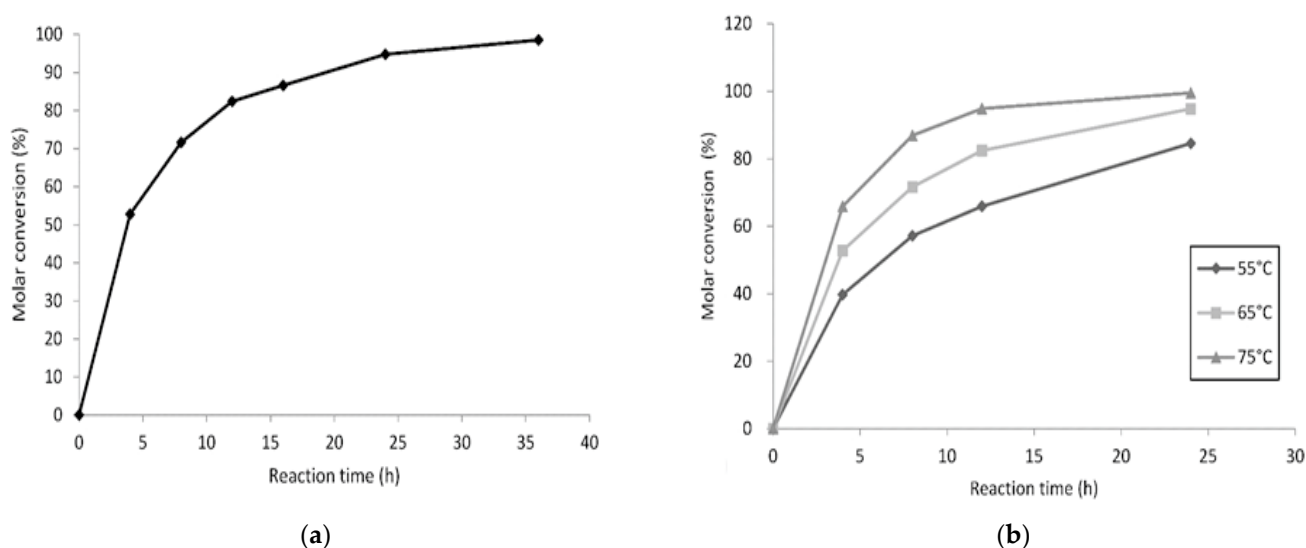 Molar conversion (%)
100
90
80
70
60
50
40
30
20
10
0
0 5 10 15 20 25 30 35 40
Reaction time (h)
(a)
Molar conversion (%)
120
100
80
60
40
20
0
0 5 10 15 20 25 30
Reaction time (h)
55°C
65°C
75°C
(b)